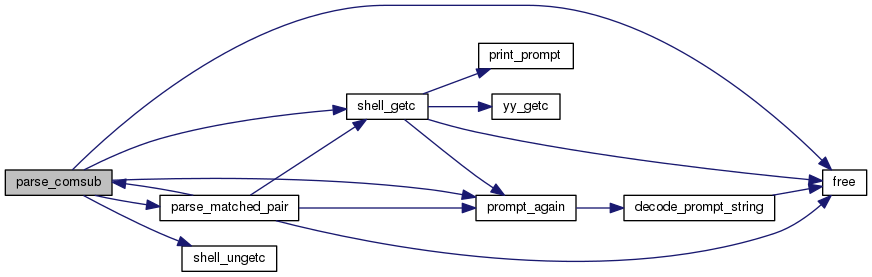 print_prompt
shell_getc
yy_getc
parse_comsub
free
parse_matched_pair
prompt_again
decode_prompt_string
shell_ungetc